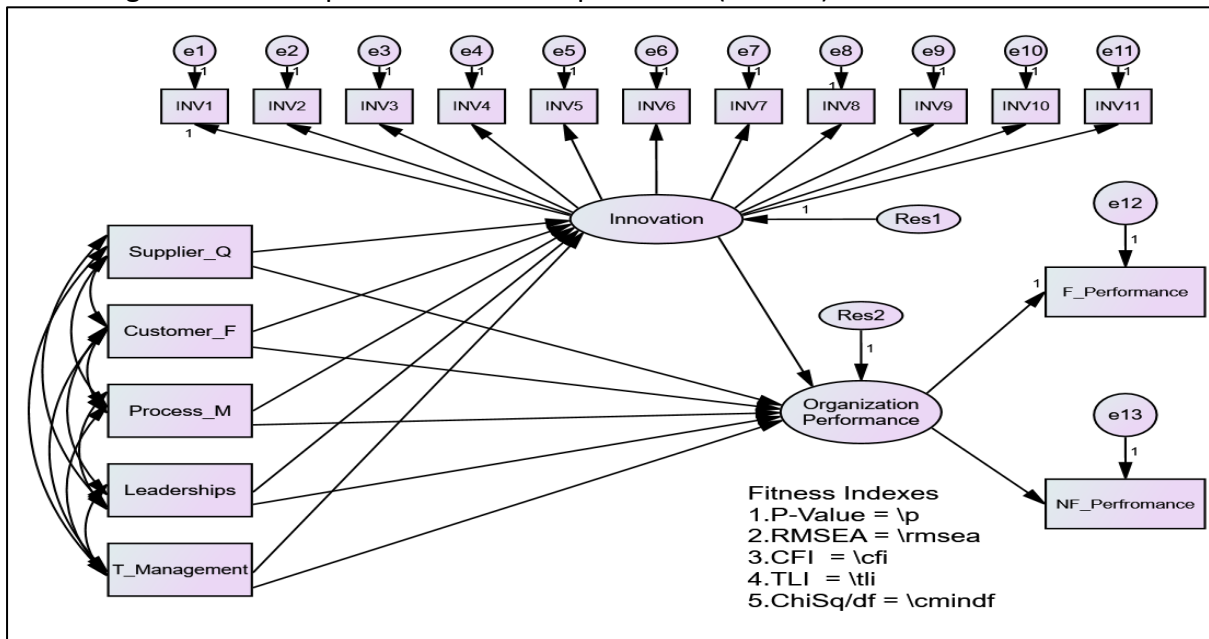 e1 e2 e3 e4 e5 e6 e7 e8 e9 e10 e11
1 1 1 1 1 1 1 1 1 1 1
INV1 INV2 INV3 INV4 INV5 INV6 INV7 INV8 INV9 INV10 INV11
1
Innovation
1
Res1
e12
1
Supplier_Q
F_Performance
1
Customer_F
Res2
1
Process_M
Organization
Performance
e13
1
Leaderships
NF_Perfromance
T_Management
Fitness Indexes
1.P-Value = \p
2.RMSEA = \rmsea
3.CFI = \cfi
4.TLI = \tli
5.ChiSq/df = \cmindf